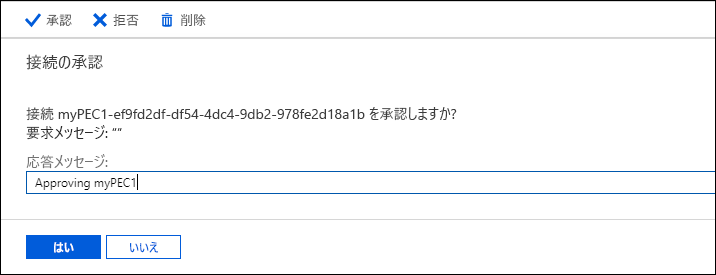 承認 拒否 削除
接続の承認
接続 myPEC1-ef9fd2df-df54-4dc4-9db2-978fe2d18a1b を承認しますか?
要求メッセージ: “”
応答メッセージ:
Approving myPEC1
はい いいえ